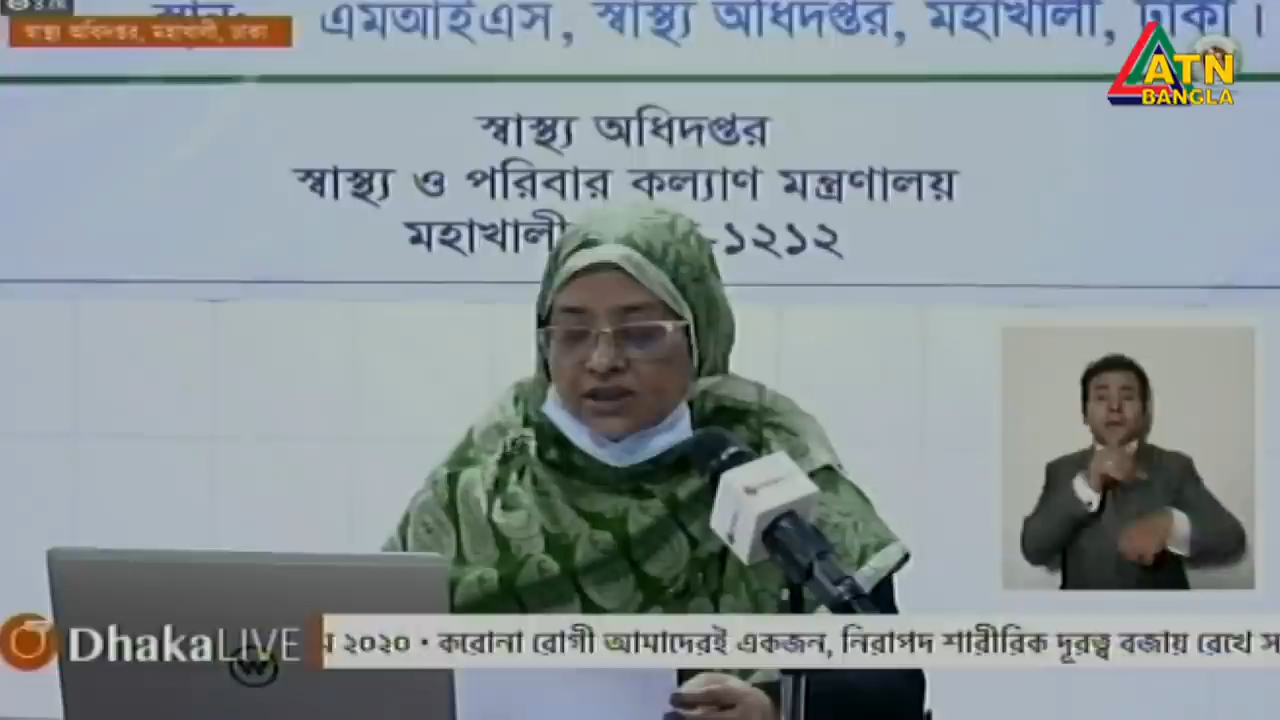 স্থান: এমআইএস, স্বাস্থ্য অধিদপ্তর, মহাখালী, ঢাকা।
স্বাস্থ্য অধিদপ্তর, মহাখালী, ঢাকা
ATN
BANGLA
স্বাস্থ্য অধিদপ্তর
স্বাস্থ্য ও পরিবার কল্যাণ মন্ত্রণালয়
মহাখালী -১২১২
DhakaLIVE
২০২০ · করোনা রোগী আমাদেরই একজন, নিরাপদ শারীরিক দূরত্ব বজায় রেখে